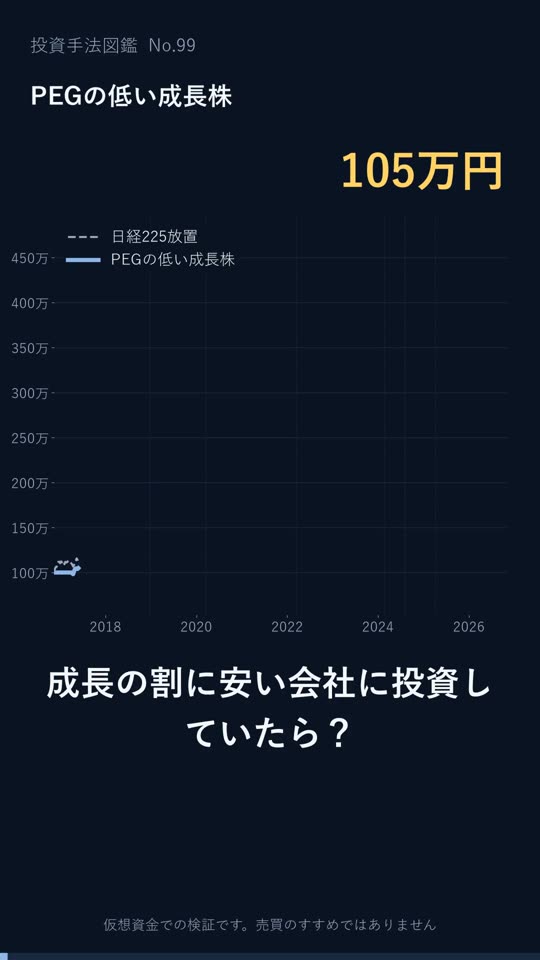 投資手法図鑑 No.99
PEGの低い成長株
105万円
日経225放置
PEGの低い成長株
450万
400万
350万
300万
250万
200万
150万
100万
2018 2020 2022 2024 2026
成長の割に安い会社に投資し
ていたら？
仮想資金での検証です。売買のすすめではありません